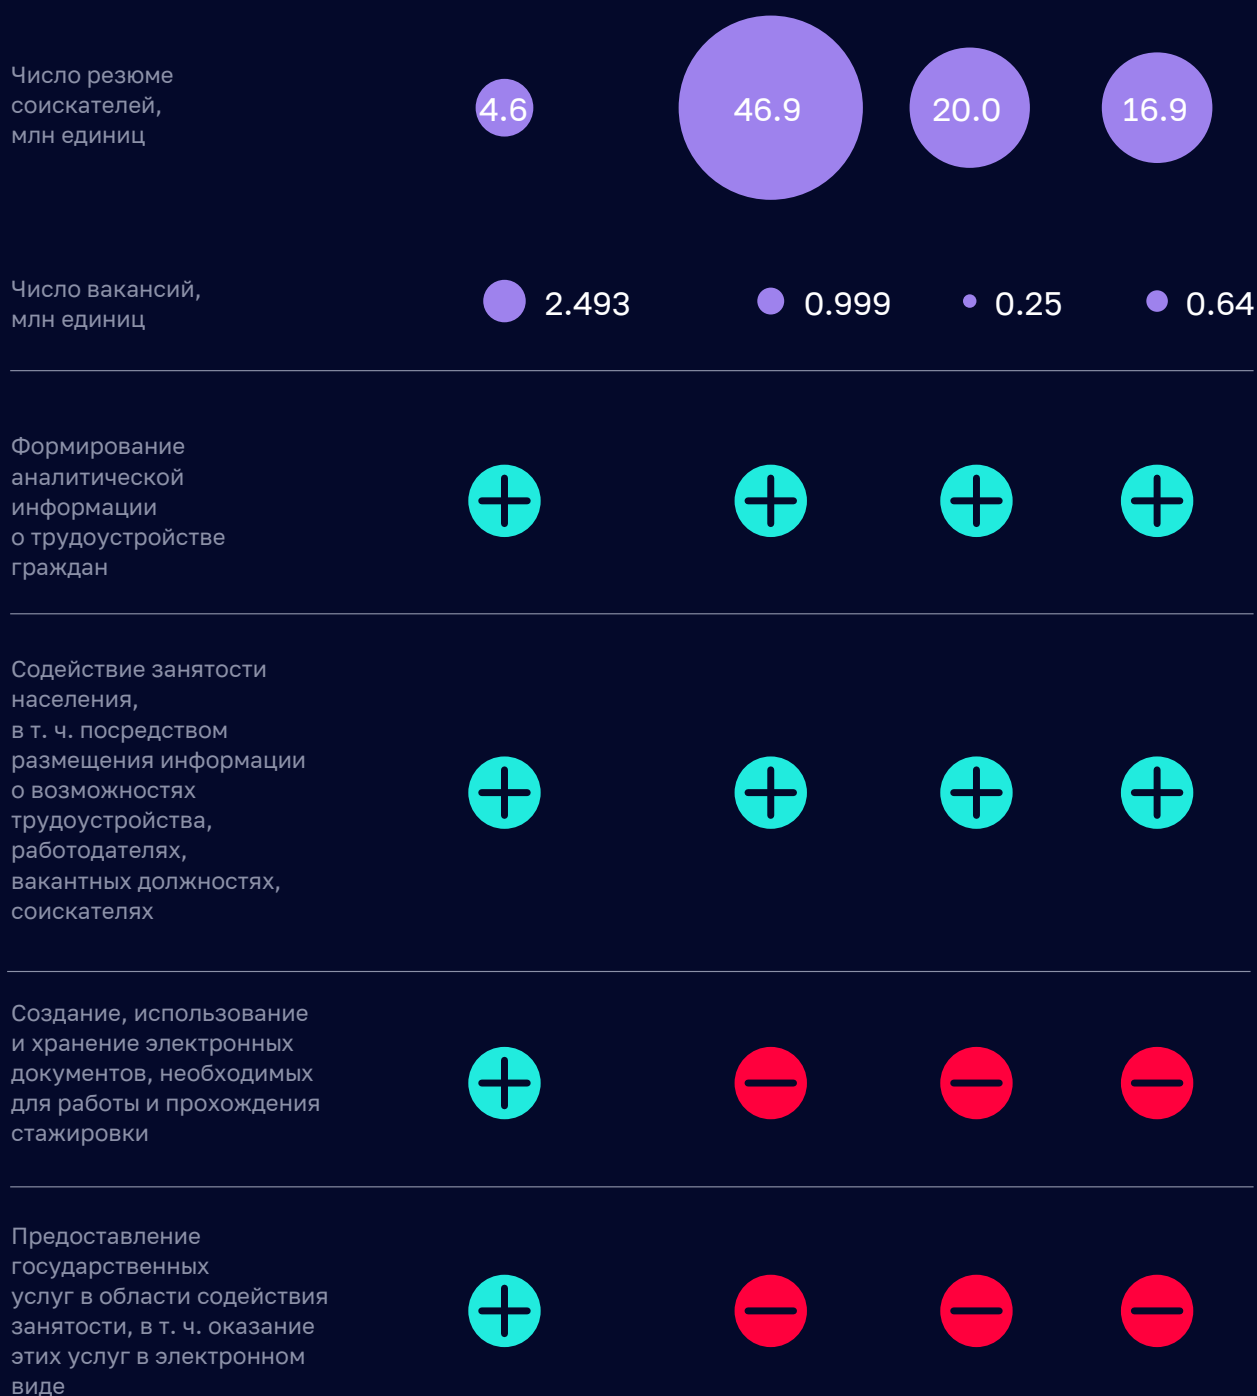 Число резюме
соискателей,
млн единиц
4.6
46.9
20.0
16.9
Число вакансий,
млн единиц
2.493
0.999
0.25
0.64
Формирование
аналитической
информации
о трудоустройстве
граждан
Содействие занятости
населения,
в т. ч. посредством
размещения информации
о возможностях
трудоустройства,
работодателях,
вакантных должностях,
соискателях
Создание, использование
и хранение электронных
документов, необходимых
для работы и прохождения
стажировки
Предоставление
государственных
услуг в области содействия
занятости, в т. ч. оказание
этих услуг в электронном
виде